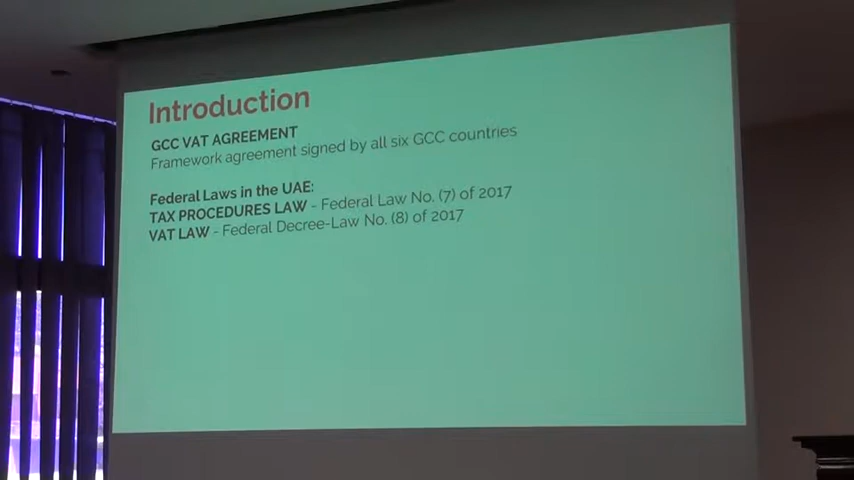 Introduction
GCC VAT AGREEMENT
Framework agreement signed by all six GCC countries
Federal Laws in the UAE:
TAX PROCEDURES LAW - Federal Law No. (7) of 2017
VAT LAW - Federal Decree-Law No. (8) of 2017